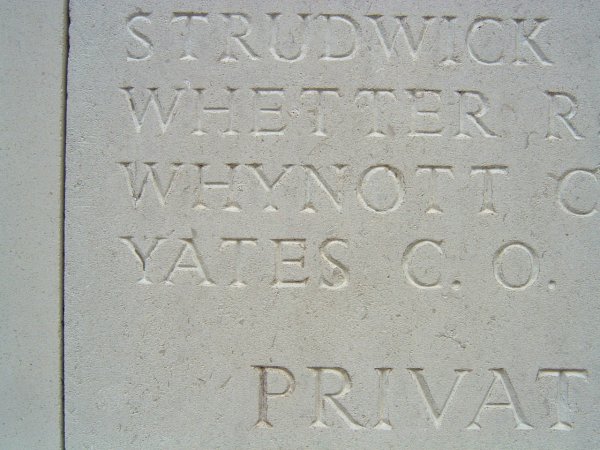 STRUDWICK
WHETTER R
WHYNOTT C
YATES C. O.
PRIVAT